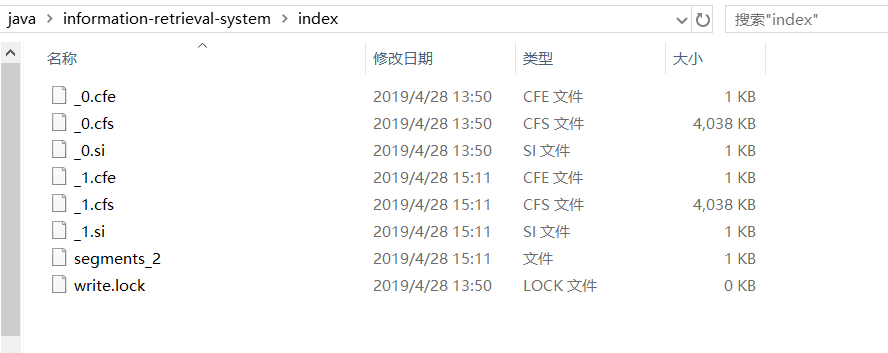 java > information-retrieval-system > index
搜索"index"
名称 修改日期 类型 大小
_0.cfe 2019/4/28 13:50 CFE 文件 1 KB
_0.cfs 2019/4/28 13:50 CFS 文件 4,038 KB
_0.si 2019/4/28 13:50 SI 文件 1 KB
_1.cfe 2019/4/28 15:11 CFE 文件 1 KB
_1.cfs 2019/4/28 15:11 CFS 文件 4,038 KB
_1.si 2019/4/28 15:11 SI 文件 1 KB
segments_2 2019/4/28 15:11 文件 1 KB
write.lock 2019/4/28 13:50 LOCK 文件 0 KB